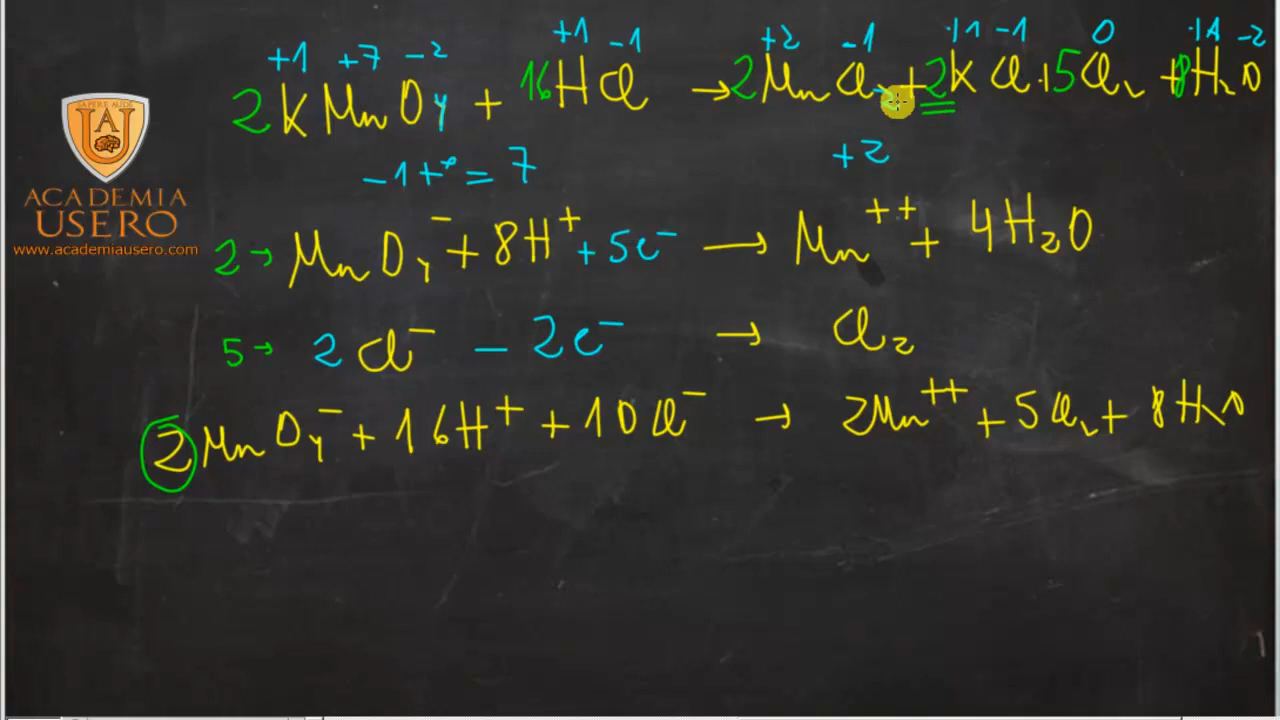 +1 +7 -2 +1 -1 +2 -1 +1 -1 0 +1 -2
2KMnO4 + 16HCl → 2MnCl2 + 2KCl + 5Cl2 + 8H2O
-1+8=7 +2
SAPERE AUDE
UA
ACADEMIA
USERO
www.academiausero.com
2→ MnO4⁻ + 8H⁺ + 5e⁻ → Mn⁺⁺ + 4H2O
5→ 2Cl⁻ - 2e⁻ → Cl2
2MnO4⁻ + 16H⁺ + 10Cl⁻ → 2Mn⁺⁺ + 5Cl2 + 8H2O